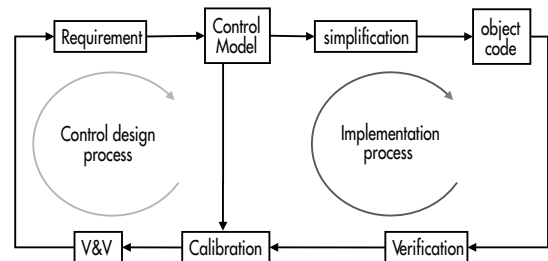 Requirement
Control
Model
simplification
object
code
Control design
process
Implementation
process
V&V
Calibration
Verification